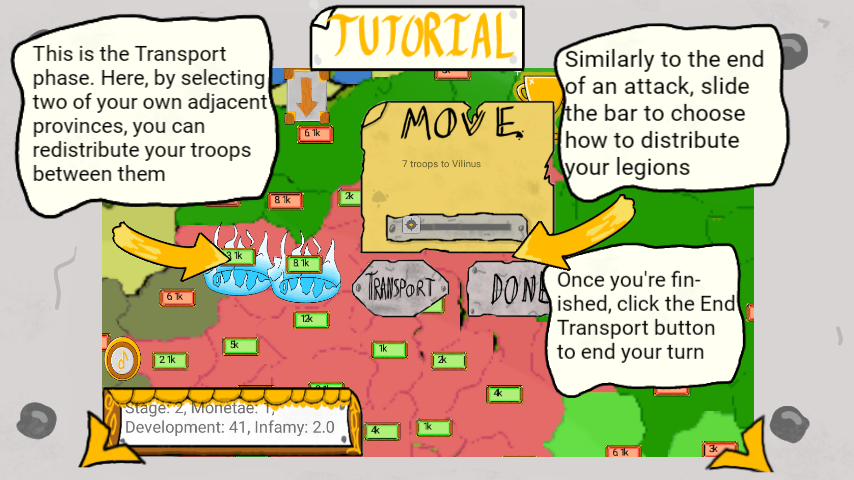 TUTORIAL
This is the Transport
phase. Here, by selecting
two of your own adjacent
provinces, you can
redistribute your troops
between them
Similarly to the end
of an attack, slide
the bar to choose
how to distribute
your legions
MOVE
7 troops to Vilinus
6.1k
8.1k
2k
8.1k
6.1k
12k
5k
2.1k
1k
2k
4k
4k
1k
6.1k
3k
TRANSPORT
DONE
Once you're fin-
ished, click the End
Transport button
to end your turn
Stage: 2, Monetae: 1,
Development: 41, Infamy: 2.0